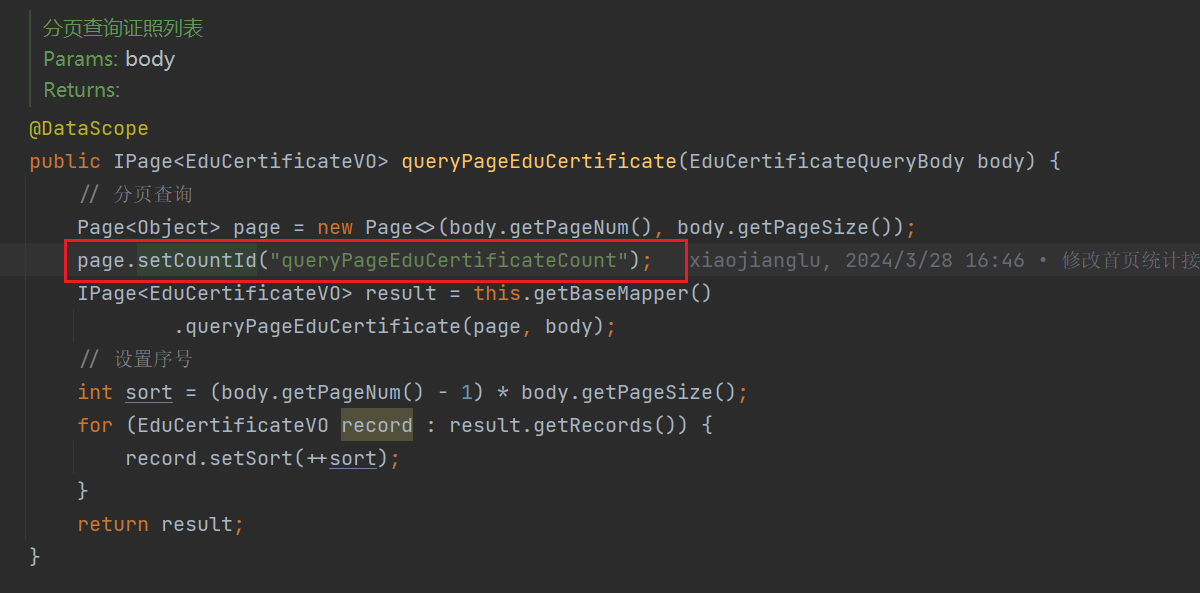 分页查询证照列表
Params: body
Returns:
@DataScope
public IPage<EduCertificateVO> queryPageEduCertificate(EduCertificateQueryBody body) {
// 分页查询
Page<Object> page = new Page<>(body.getPageNum(), body.getPageSize());
page.setCountId("queryPageEduCertificateCount"); xiaojianglu, 2024/3/28 16:46 • 修改首页统计接
IPage<EduCertificateVO> result = this.getBaseMapper()
.queryPageEduCertificate(page, body);
// 设置序号
int sort = (body.getPageNum() - 1) * body.getPageSize();
for (EduCertificateVO record : result.getRecords()) {
record.setSort(++sort);
}
return result;
}